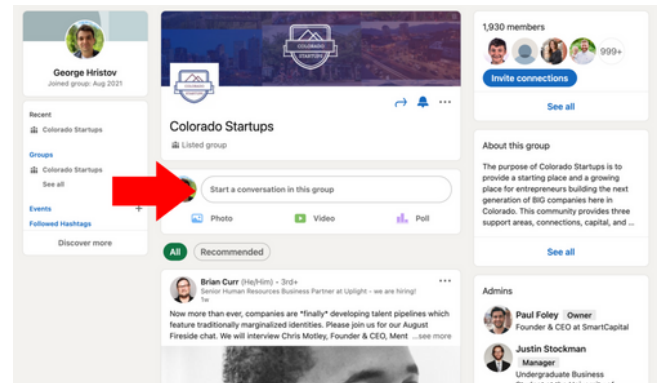 George Hristov
Joined group: Aug 2021
Recent
Colorado Startups
Groups
Colorado Startups
See all
Events +
Followed Hashtags
Discover more
COLORADO
STARTUPS
Colorado Startups
Listed group
Start a conversation in this group
Photo
Video
Poll
All
Recommended
Brian Curr (He/Him) • 3rd+
Senior Human Resources Business Partner at Uplight - we are hiring!
1w
Now more than ever, companies are *finally* developing talent pipelines which
feature traditionally marginalized identities. Please join us for our August
Fireside chat. We will interview Chris Motley, Founder & CEO, Ment ...see more
1,930 members
999+
Invite connections
See all
About this group
The purpose of Colorado Startups is to
provide a starting place and a growing
place for entrepreneurs building the next
generation of BIG companies here in
Colorado. This community provides three
support areas, connections, capital, and ...
See all
Admins
Paul Foley Owner
Founder & CEO at SmartCapital
Justin Stockman
Manager
Undergraduate Business